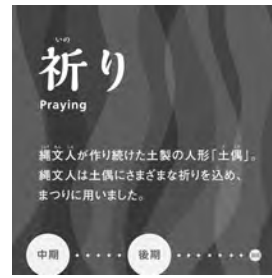 いの
祈り
Praying
縄文人が作り続けた土製の人形「土偶」。
縄文人は土偶にさまざまな祈りを込め、
まつりに用いました。
中期 後期